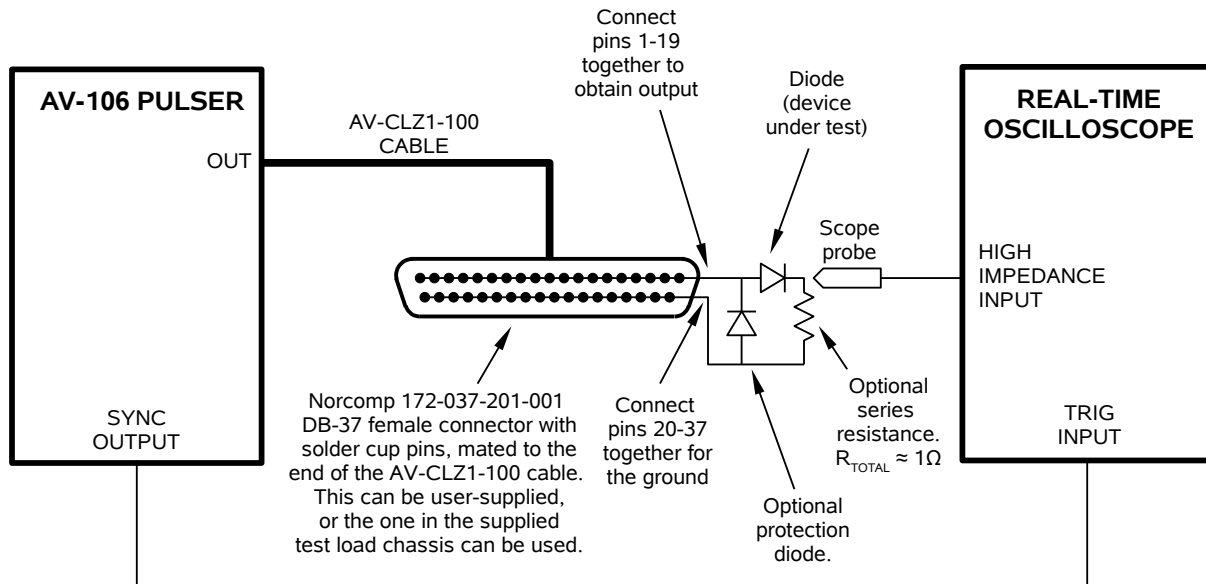 Connect
pins 1-19
together to
obtain output
Diode
(device
under test)
AV-106 PULSER
REAL-TIME
OSCILLOSCOPE
AV-CLZ1-100
CABLE
OUT
Scope
probe
HIGH
IMPEDANCE
INPUT
SYNC
OUTPUT
Norcomp 172-037-201-001
DB-37 female connector with
solder cup pins, mated to the
end of the AV-CLZ1-100 cable.
This can be user-supplied,
or the one in the supplied
test load chassis can be used.
Connect
pins 20-37
together for
the ground
Optional
series
resistance.
R_TOTAL ≈ 1Ω
Optional
protection
diode.
TRIG
INPUT